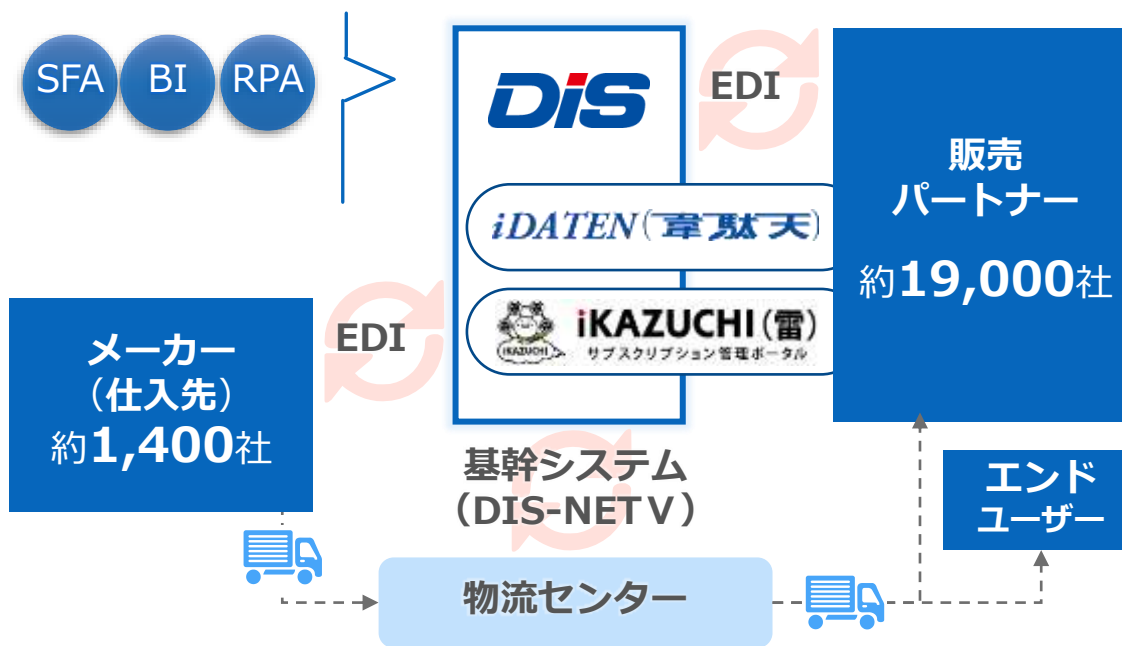 SFA BI RPA
DiS
EDI
iDATEN(韋駄天)
iKAZUCHI(雷)
サブスクリプション管理ポータル
iKAZUCHI
販売
パートナー
約19,000社
EDI
メーカー
（仕入先）
約1,400社
基幹システム
（DIS-NETⅤ）
エンド
ユーザー
物流センター